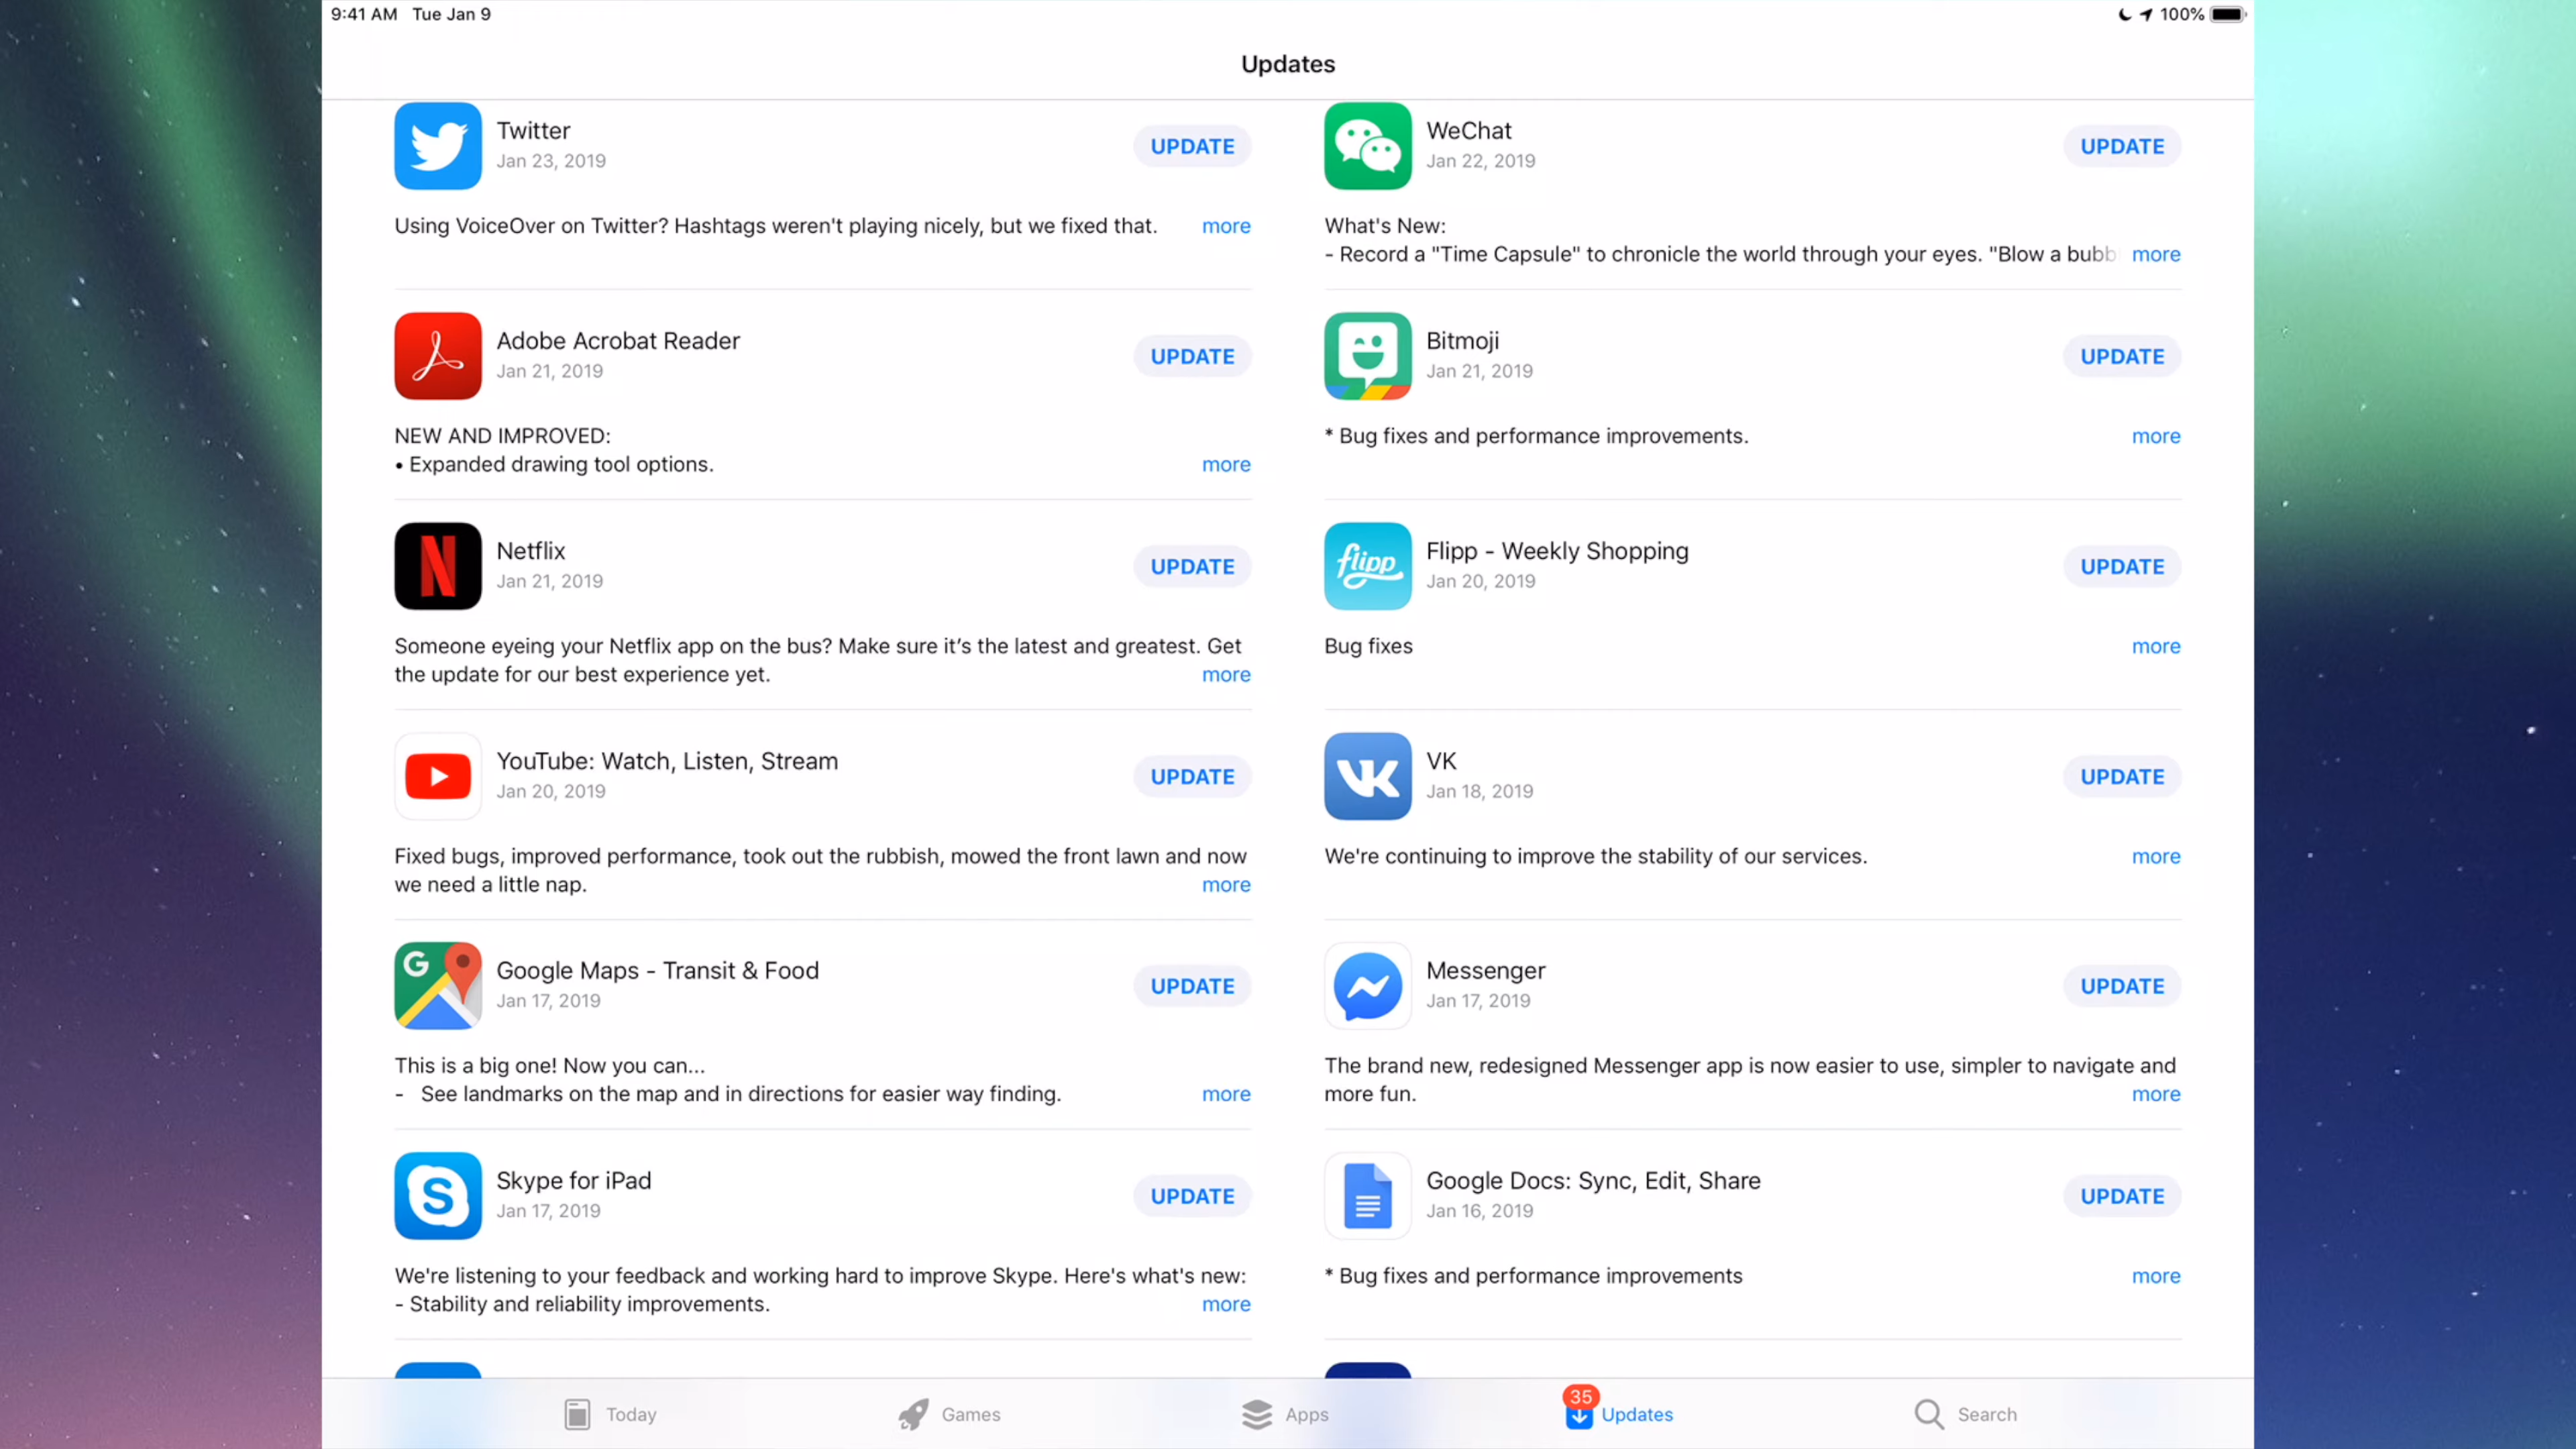 9:41 AM Tue Jan 9
100%
Updates
Twitter
Jan 23, 2019
UPDATE
Using VoiceOver on Twitter? Hashtags weren't playing nicely, but we fixed that. more
WeChat
Jan 22, 2019
UPDATE
What's New:
- Record a "Time Capsule" to chronicle the world through your eyes. "Blow a bubb more
Adobe Acrobat Reader
Jan 21, 2019
UPDATE
NEW AND IMPROVED:
• Expanded drawing tool options. more
Bitmoji
Jan 21, 2019
UPDATE
* Bug fixes and performance improvements. more
Netflix
Jan 21, 2019
UPDATE
Someone eyeing your Netflix app on the bus? Make sure it’s the latest and greatest. Get
the update for our best experience yet. more
flipp
Flipp - Weekly Shopping
Jan 20, 2019
UPDATE
Bug fixes more
YouTube: Watch, Listen, Stream
Jan 20, 2019
UPDATE
Fixed bugs, improved performance, took out the rubbish, mowed the front lawn and now
we need a little nap. more
VK
Jan 18, 2019
UPDATE
We're continuing to improve the stability of our services. more
Google Maps - Transit & Food
Jan 17, 2019
UPDATE
This is a big one! Now you can...
- See landmarks on the map and in directions for easier way finding. more
Messenger
Jan 17, 2019
UPDATE
The brand new, redesigned Messenger app is now easier to use, simpler to navigate and
more fun. more
Skype for iPad
Jan 17, 2019
UPDATE
We're listening to your feedback and working hard to improve Skype. Here's what's new:
- Stability and reliability improvements. more
Google Docs: Sync, Edit, Share
Jan 16, 2019
UPDATE
* Bug fixes and performance improvements more
Today
Games
Apps
35
Updates
Search